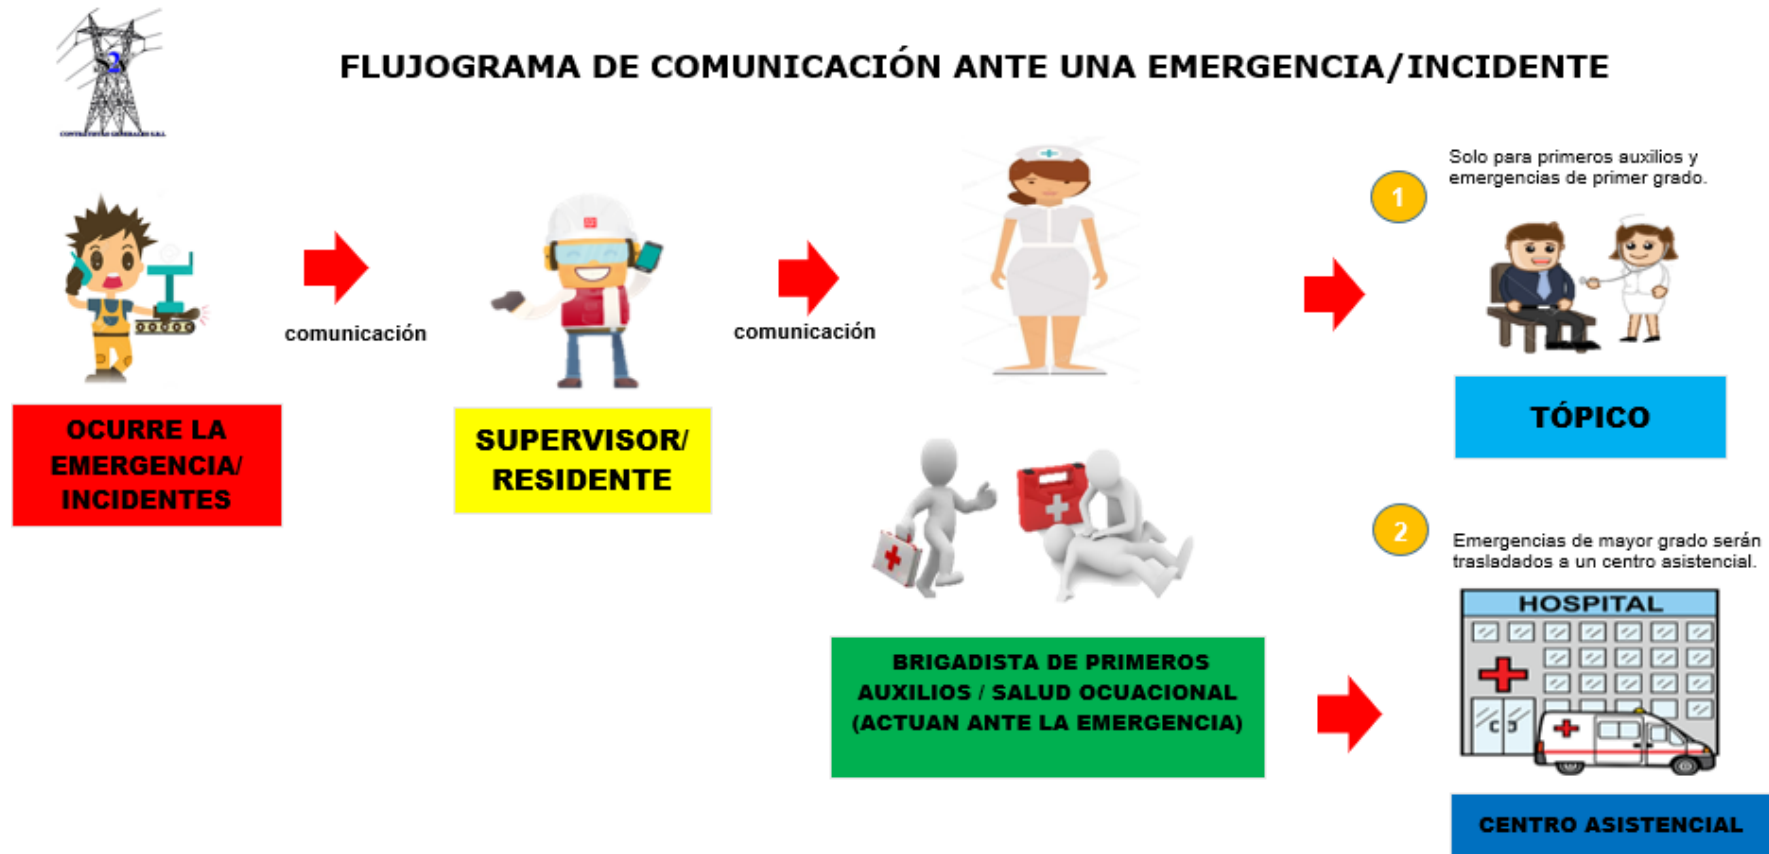 FLUJOGRAMA DE COMUNICACIÓN ANTE UNA EMERGENCIA/INCIDENTE
CONTRATISTAS GENERALES S.R.L.
comunicación
comunicación
OCURRE LA
EMERGENCIA/
INCIDENTES
SUPERVISOR/
RESIDENTE
BRIGADISTA DE PRIMEROS
AUXILIOS / SALUD OCUACIONAL
(ACTUAN ANTE LA EMERGENCIA)
1
Solo para primeros auxilios y
emergencias de primer grado.
TÓPICO
2
Emergencias de mayor grado serán
trasladados a un centro asistencial.
HOSPITAL
CENTRO ASISTENCIAL